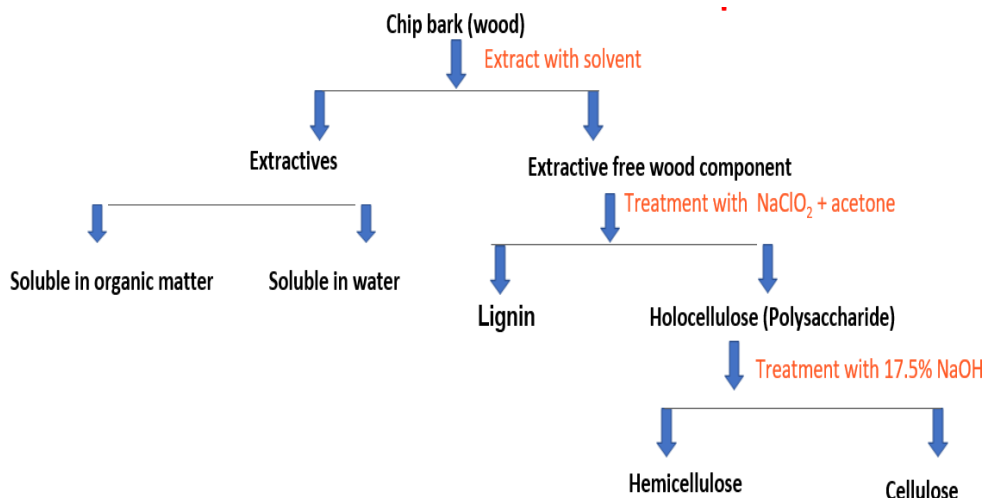 Chip bark (wood)
Extract with solvent
Extractives
Extractive free wood component
Treatment with NaClO₂ + acetone
Soluble in organic matter
Soluble in water
Lignin
Holocellulose (Polysaccharide)
Treatment with 17.5% NaOH
Hemicellulose
Cellulose